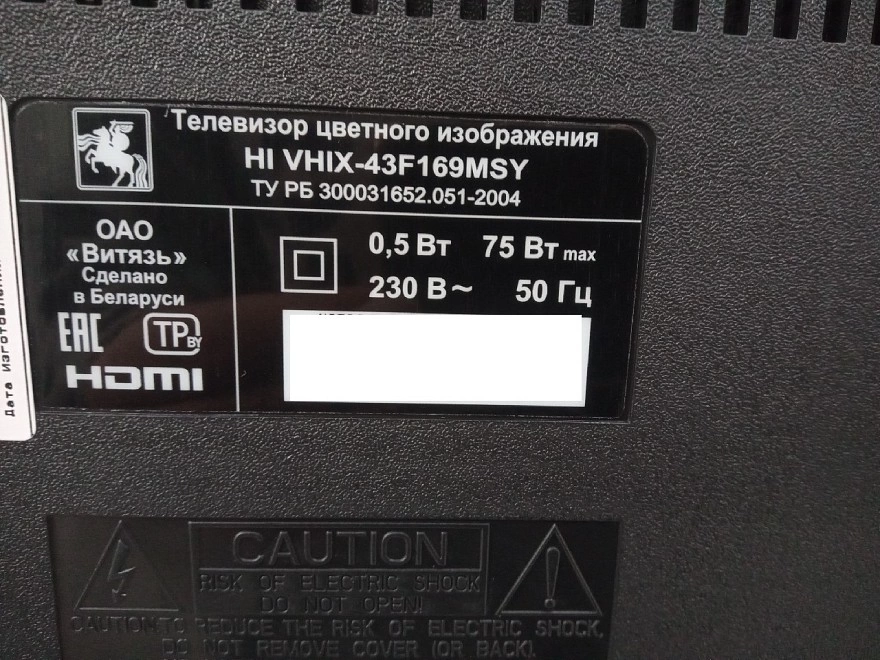 Телевизор цветного изображения
HI VHIX-43F169MSY
ТУ РБ 300031652.051-2004
ОАО
«Витязь»
Сделано
в Беларуси
EAC
TP BY
HDMI
0,5 Вт 75 Вт max
230 В ~ 50 Гц
Дата Изготовления
CAUTION
RISK OF ELECTRIC SHOCK
DO NOT OPEN!
CAUTION:TO REDUCE THE RISK OF ELECTRIC SHOCK,
DO NOT REMOVE COVER (OR BACK).